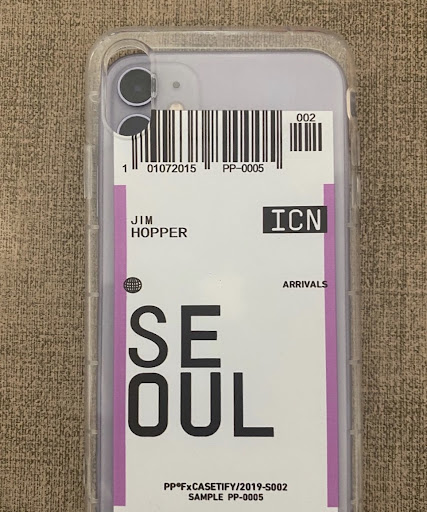 002
1 01072015 PP-0005
JIM
HOPPER
ICN
ARRIVALS
SE
OUL
PP®FxCASETIFY/2019-S002
SAMPLE PP-0005